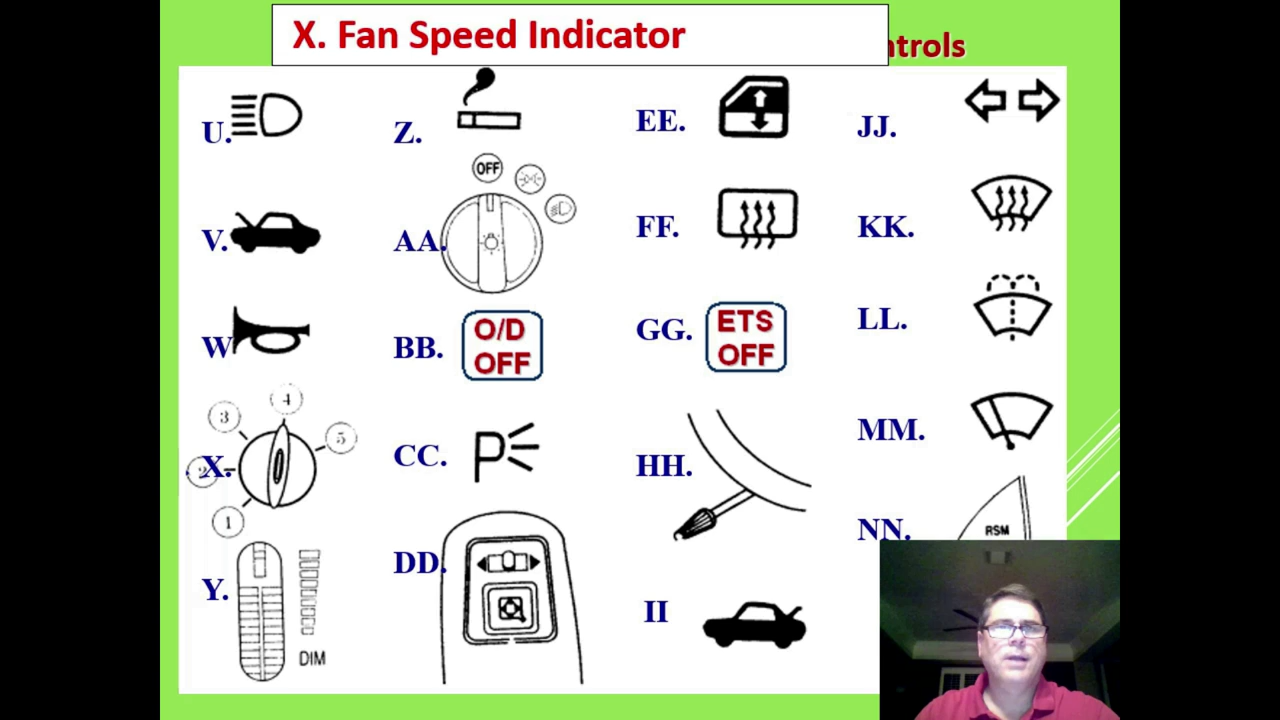 X. Fan Speed Indicator
ntrols
U.
V.
W
X.
1
2
3
4
5
Y.
DIM
Z.
AA.
OFF
BB.
O/D
OFF
CC.
P
DD.
EE.
FF.
GG.
ETS
OFF
HH.
II
JJ.
KK.
LL.
MM.
NN.
RSM